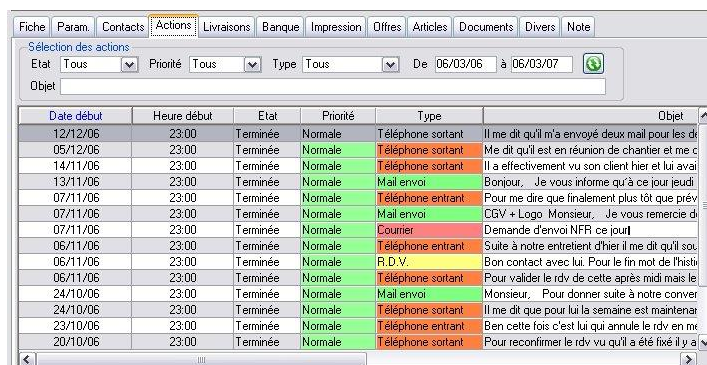 Fiche Param. Contacts Actions Livraisons Banque Impression Offres Articles Documents Divers Note
Sélection des actions
Etat Tous Priorité Tous Type Tous De 06/03/06 à 06/03/07
Objet
Date début Heure début Etat Priorité Type Objet
12/12/06 23:00 Terminée Normale Téléphone sortant Il me dit qu'il m'a envoyé deux mail pour les de
05/12/06 23:00 Terminée Normale Téléphone sortant Me dit qu'il est en réunion de chantier et me c
14/11/06 23:00 Terminée Normale Téléphone sortant Il a effectivement vu son client hier et lui avai
13/11/06 23:00 Terminée Normale Mail envoi Bonjour, Je vous informe qu'à ce jour jeudi
07/11/06 23:00 Terminée Normale Téléphone entrant Pour me dire que finalement plus tôt que prév
07/11/06 23:00 Terminée Normale Mail envoi CGV + Logo Monsieur, Je vous remercie d
07/11/06 23:00 Terminée Normale Courrier Demande d'envoi NFR ce jour
06/11/06 23:00 Terminée Normale Téléphone entrant Suite à notre entretient d'hier il me dit qu'il sou
06/11/06 23:00 Terminée Normale R.D.V. Bon contact avec lui. Pour le fin mot de l'histi
06/11/06 23:00 Terminée Normale Téléphone sortant Pour valider le rdv de cette après midi mais le
24/10/06 23:00 Terminée Normale Mail envoi Monsieur, Pour donner suite à notre conver
24/10/06 23:00 Terminée Normale Téléphone sortant Il me dit que pour lui la semaine est maintenar
23/10/06 23:00 Terminée Normale Téléphone entrant Ben cette fois c'est lui qui annule le rdv en me
20/10/06 23:00 Terminée Normale Téléphone sortant Pour reconfirmer le rdv vu qu'il a été fixé il y a